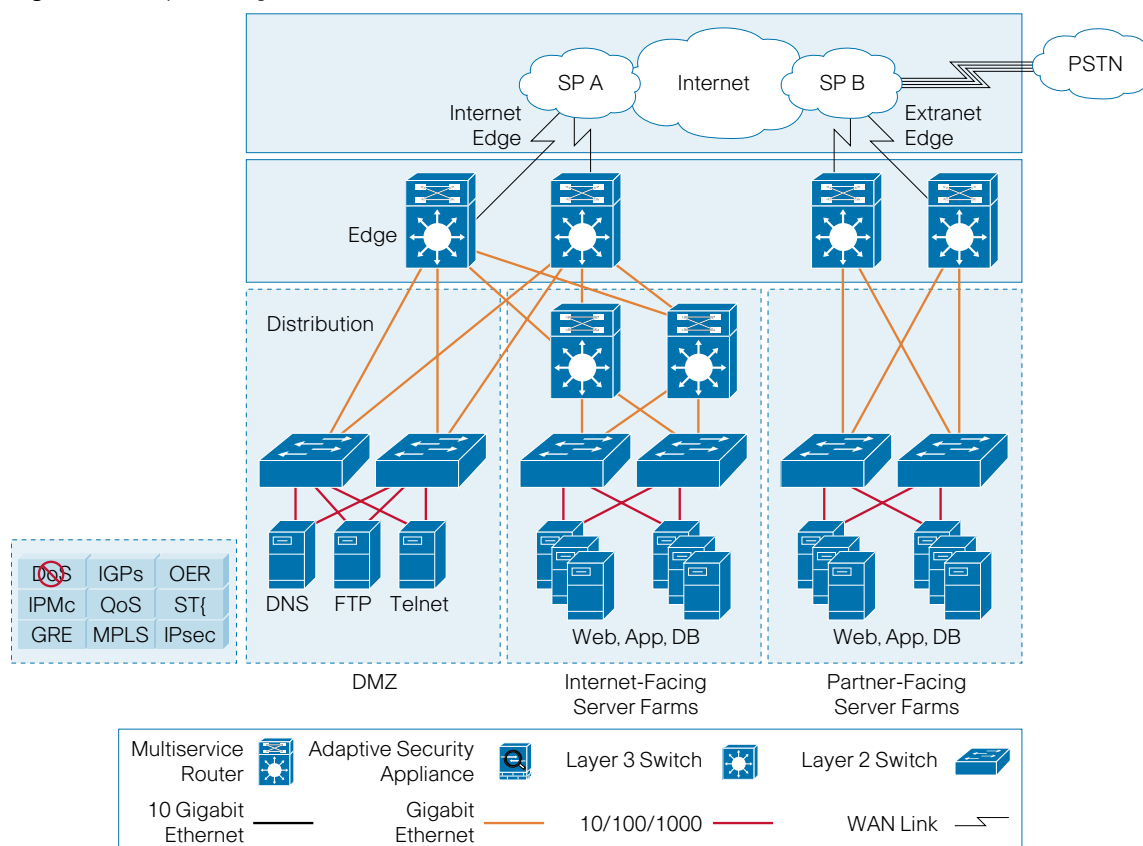 SP A
Internet
SP B
PSTN
Internet
Edge
Extranet
Edge
Edge
Distribution
DoS
IGPs
OER
IPMc
QoS
ST{
GRE
MPLS
IPsec
DNS
FTP
Telnet
Web, App, DB
Web, App, DB
DMZ
Internet-Facing
Server Farms
Partner-Facing
Server Farms
Multiservice
Router
Adaptive Security
Appliance
Layer 3 Switch
Layer 2 Switch
10 Gigabit
Ethernet
Gigabit
Ethernet
10/100/1000
WAN Link